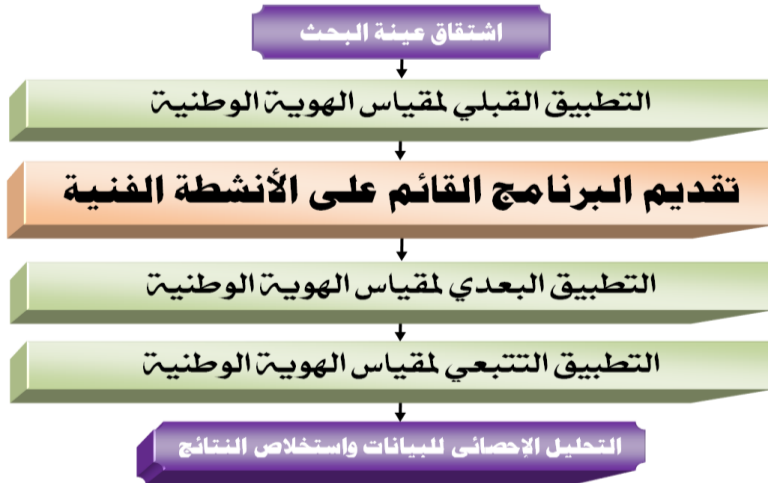 اشتقاق عينة البحث
التطبيق القبلي لمقياس الهوية الوطنية
تقديم البرنامج القائم على الأنشطة الفنية
التطبيق البعدي لمقياس الهوية الوطنية
التطبيق التتبعي لمقياس الهوية الوطنية
التحليل الإحصائى للبيانات واستخلاص النتائج